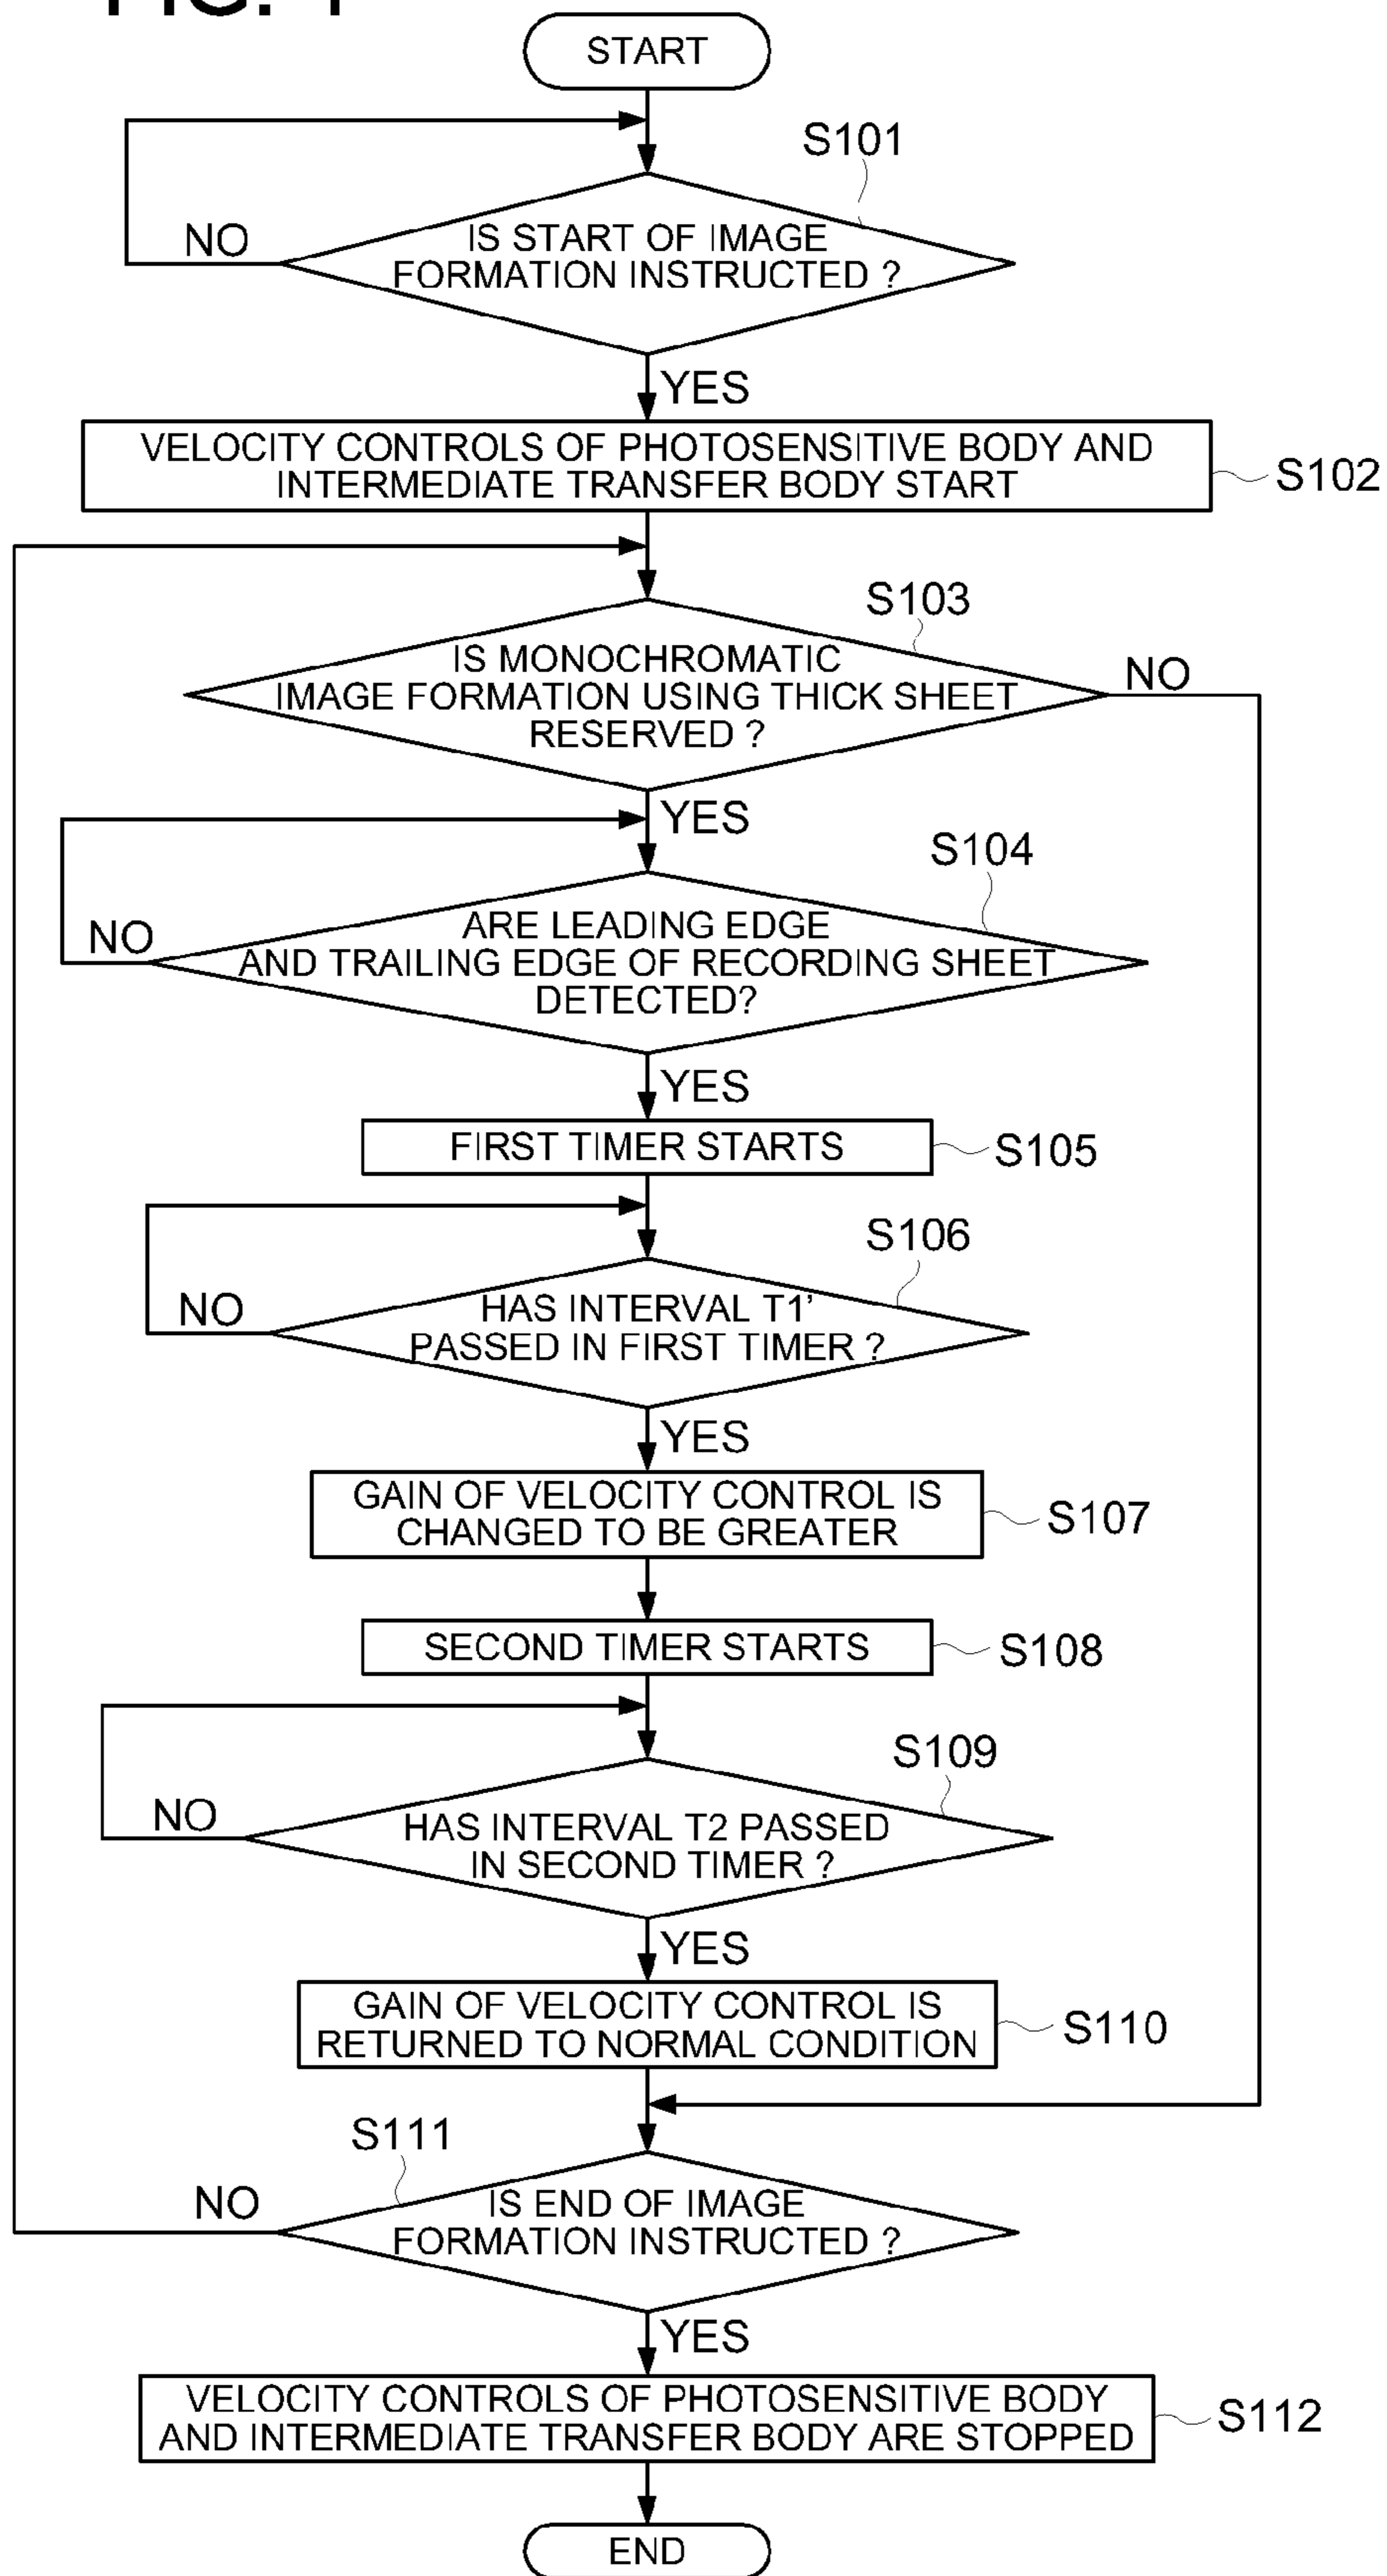 START
S101
NO
IS START OF IMAGE
FORMATION INSTRUCTED ?
YES
VELOCITY CONTROLS OF PHOTOSENSITIVE BODY AND
INTERMEDIATE TRANSFER BODY START
S102
S103
NO
IS MONOCHROMATIC
IMAGE FORMATION USING THICK SHEET
RESERVED ?
YES
S104
NO
ARE LEADING EDGE
AND TRAILING EDGE OF RECORDING SHEET
DETECTED?
YES
FIRST TIMER STARTS
S105
S106
NO
HAS INTERVAL T1’
PASSED IN FIRST TIMER ?
YES
GAIN OF VELOCITY CONTROL IS
CHANGED TO BE GREATER
S107
SECOND TIMER STARTS
S108
S109
NO
HAS INTERVAL T2 PASSED
IN SECOND TIMER ?
YES
GAIN OF VELOCITY CONTROL IS
RETURNED TO NORMAL CONDITION
S110
S111
NO
IS END OF IMAGE
FORMATION INSTRUCTED ?
YES
VELOCITY CONTROLS OF PHOTOSENSITIVE BODY
AND INTERMEDIATE TRANSFER BODY ARE STOPPED
S112
END